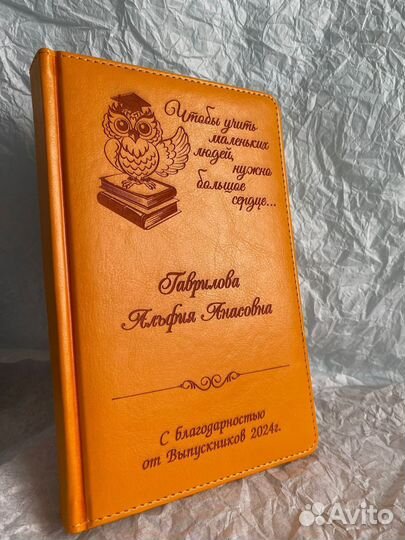 Чтобы учить
маленьких
людей,
нужно
большое
сердце...
Гаврилова
Альфия Анасовна
С благодарностью
от Выпускников 2024г.
Avito